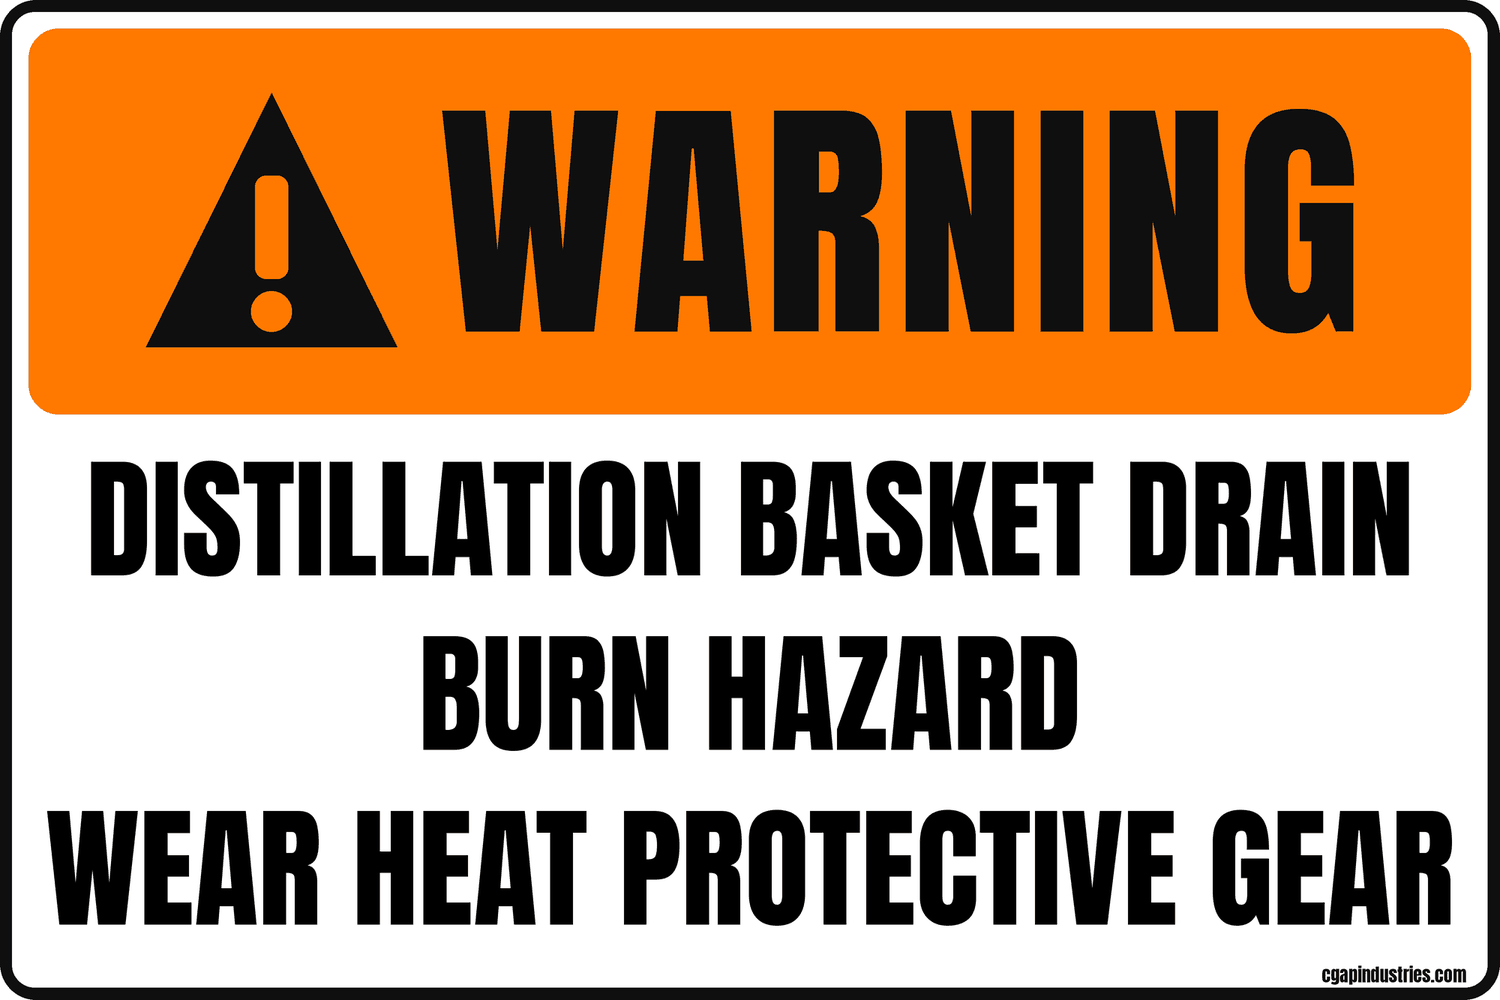 WARNING
DISTILLATION BASKET DRAIN
BURN HAZARD
WEAR HEAT PROTECTIVE GEAR
cgapindustries.com